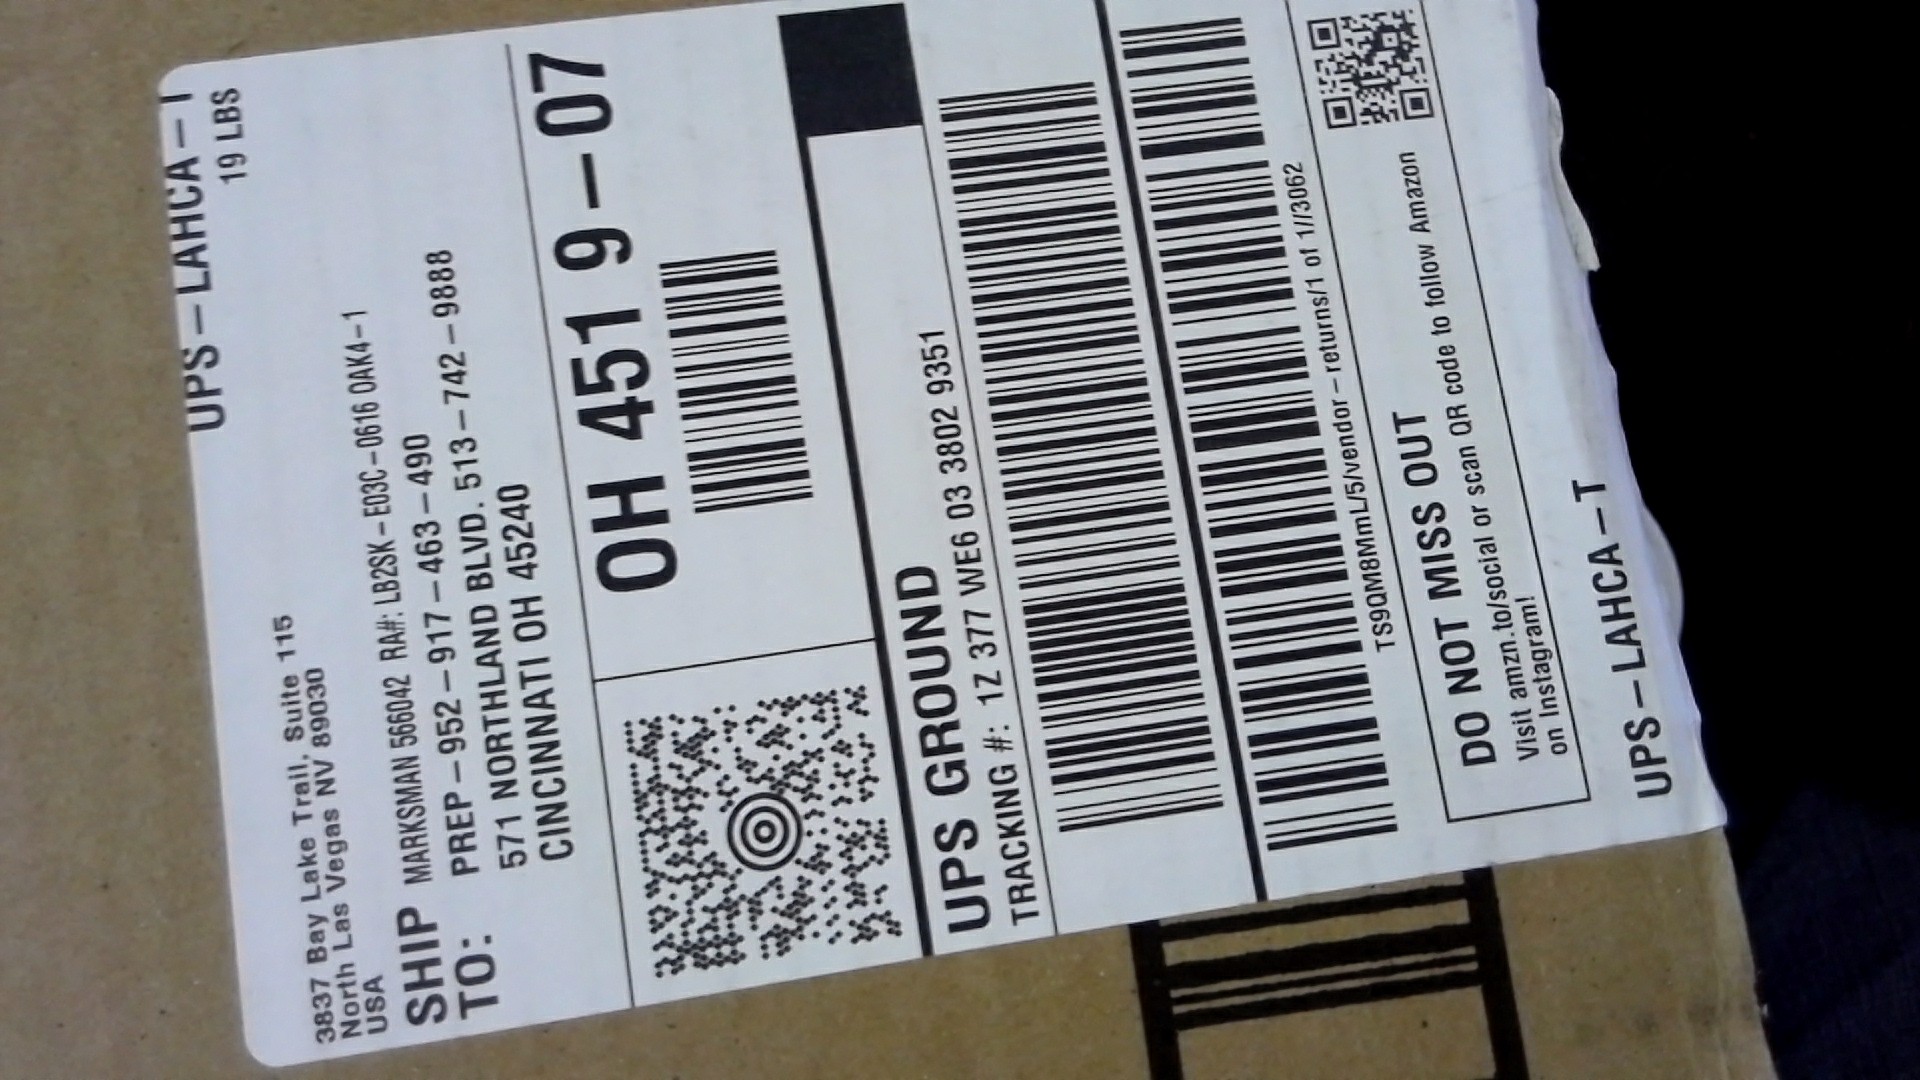 UPS-LAHCA-T
19 LBS
3837 Bay Lake Trail, Suite 115
North Las Vegas NV 89030
USA
SHIP TO:
MARKSMAN 566042 RA#: LB2SK-E03C-0616 OAK4-1
PREP-952-917-463-490
571 NORTHLAND BLVD. 513-742-9888
CINCINNATI OH 45240
OH 451 9-07
UPS GROUND
TRACKING #: 1Z 377 WE6 03 3802 9351
TS9QM8MmL/5/vendor-returns/1 of 1//3062
DO NOT MISS OUT
Visit amzn.to/social or scan QR code to follow Amazon
on Instagram!
UPS-LAHCA-T